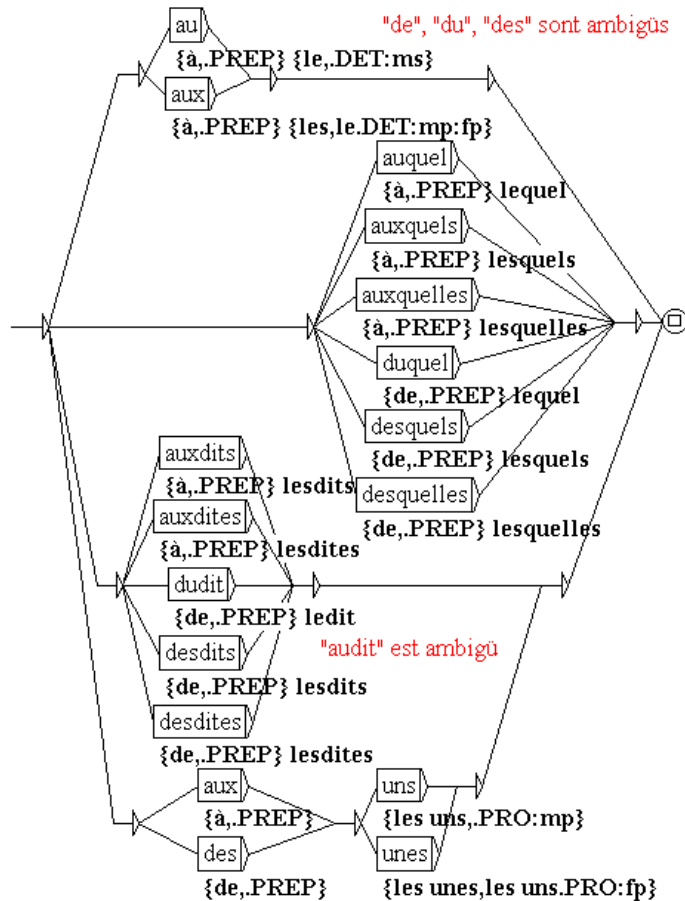 "de", "du", "des" sont ambigüs
au
{à,.PREP} {le,.DET:ms}
aux
{à,.PREP} {les,le.DET:mp:fp}
auquel
{à,.PREP} lequel
auxquels
{à,.PREP} lesquels
auxquelles
{à,.PREP} lesquelles
duquel
{de,.PREP} lequel
desquels
{de,.PREP} lesquels
desquelles
{de,.PREP} lesquelles
auxdits
{à,.PREP} lesdits
auxdites
{à,.PREP} lesdites
dudit
{de,.PREP} ledit
desdits
{de,.PREP} lesdits
desdites
{de,.PREP} lesdites
"audit" est ambigü
aux
{à,.PREP}
des
{de,.PREP}
uns
{les uns,.PRO:mp}
unes
{les unes,les uns.PRO:fp}